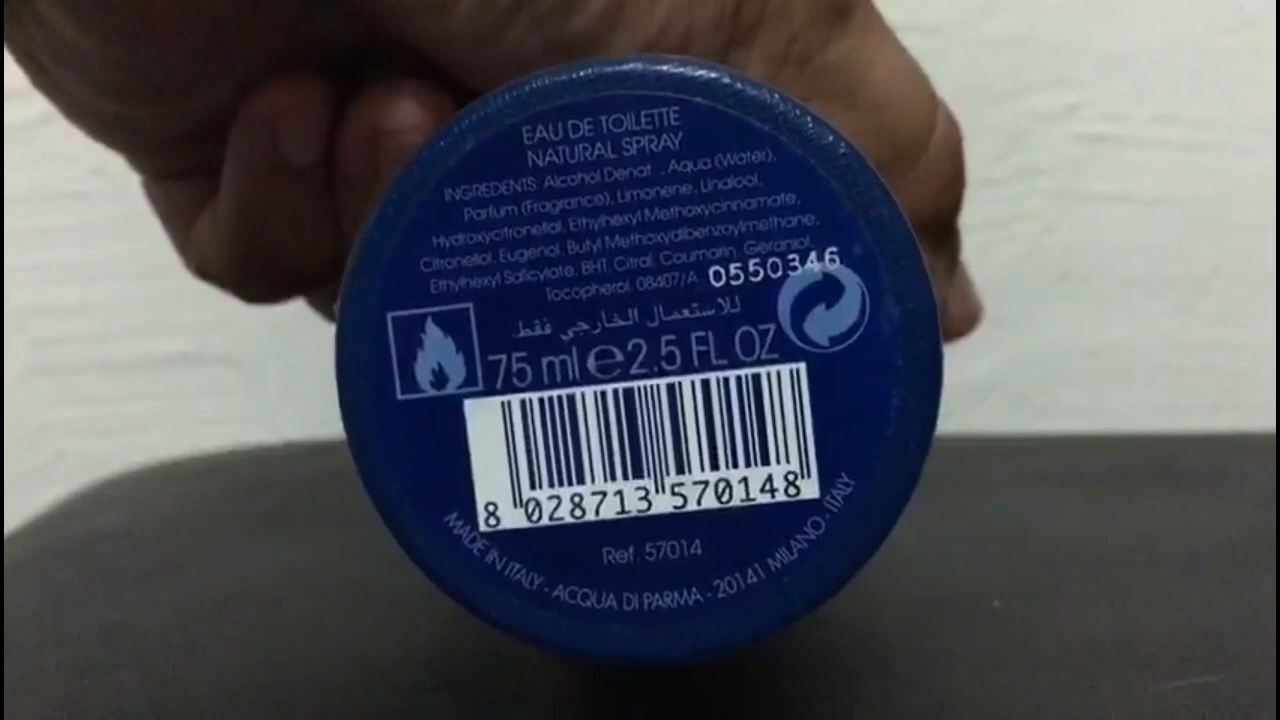 EAU DE TOILETTE
NATURAL SPRAY
INGREDIENTS: Alcohol Denat., Aqua (Water),
Parfum (Fragrance), Limonene, Linalool,
Hydroxycitronellal, Ethylhexyl Methoxycinnamate,
Citronellol, Eugenol, Butyl Methoxydibenzoylmethane,
Ethylhexyl Salicylate, BHT, Citral, Coumarin, Geraniol,
Tocopherol. 08407/A 0550346
للاستعمال الخارجي فقط
75 ml e 2.5 FL OZ
8 028713 570148
Ref. 57014
MADE IN ITALY - ACQUA DI PARMA - 20141 MILANO - ITALY